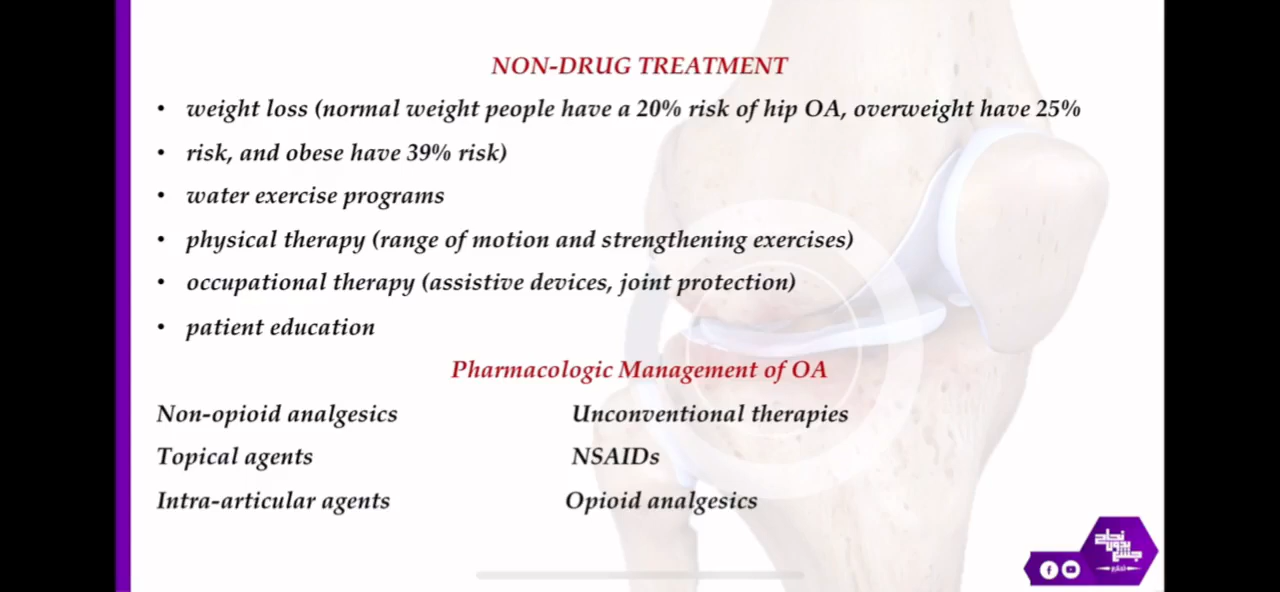 NON-DRUG TREATMENT
• weight loss (normal weight people have a 20% risk of hip OA, overweight have 25%
• risk, and obese have 39% risk)
• water exercise programs
• physical therapy (range of motion and strengthening exercises)
• occupational therapy (assistive devices, joint protection)
• patient education
Pharmacologic Management of OA
Non-opioid analgesics Unconventional therapies
Topical agents NSAIDs
Intra-articular agents Opioid analgesics